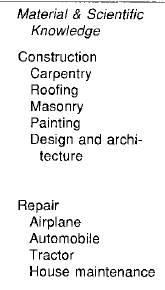 Material & Scientific
Knowledge
Construction
Carpentry
Roofing
Masonry
Painting
Design and archi-
tecture
Repair
Airplane
Automobile
Tractor
House maintenance